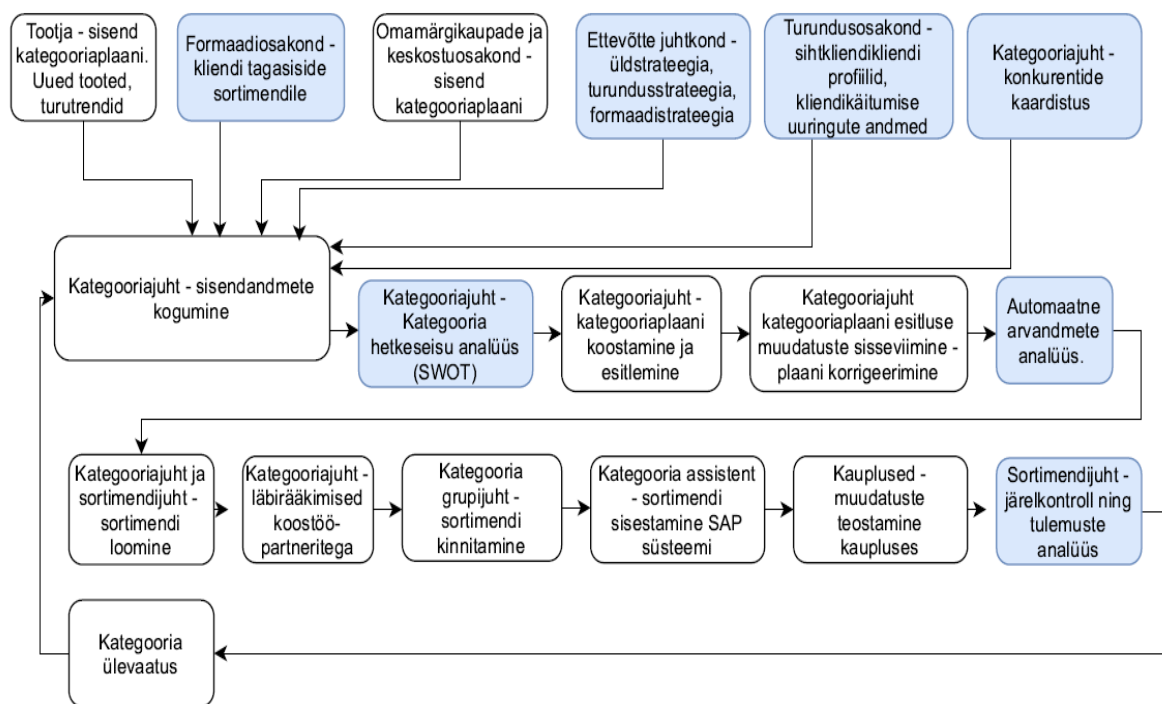 Tootja - sisend
kategooriaplaani.
Uued tooted,
turutrendid
Formaadiosakond -
kliendi tagasiside
sortimendile
Omamärgikaupade ja
keskostuosakond -
sisend
kategooriaplaani
Ettevõtte juhtkond -
üldstrateegia,
turundusstrateegia,
formaadistrateegia
Turundusosakond -
sihtkliendikliendi
profiilid,
kliendikäitumise
uuringute andmed
Kategooriajuht -
konkurentide
kaardistus
Kategooriajuht - sisendandmete
kogumine
Kategooriajuht -
Kategooria
hetkeseisu analüüs
(SWOT)
Kategooriajuht -
kategooriaplaani
koostamine ja
esitlemine
Kategooriajuht
kategooriaplaani esitluse
muudatuste sisseviimine -
plaani korrigeerimine
Automaatne
arvandmete
analüüs.
Kategooriajuht ja
sortimendijuht -
sortimendi
loomine
Kategooriajuht -
läbirääkimised
koostöö-
partneritega
Kategooria
grupijuht -
sortimendi
kinnitamine
Kategooria assistent
- sortimendi
sisestamine SAP
süsteemi
Kauplused -
muudatuste
teostamine
kaupluses
Sortimendijuht -
järelkontroll ning
tulemuste
analüüs
Kategooria
ülevaatus